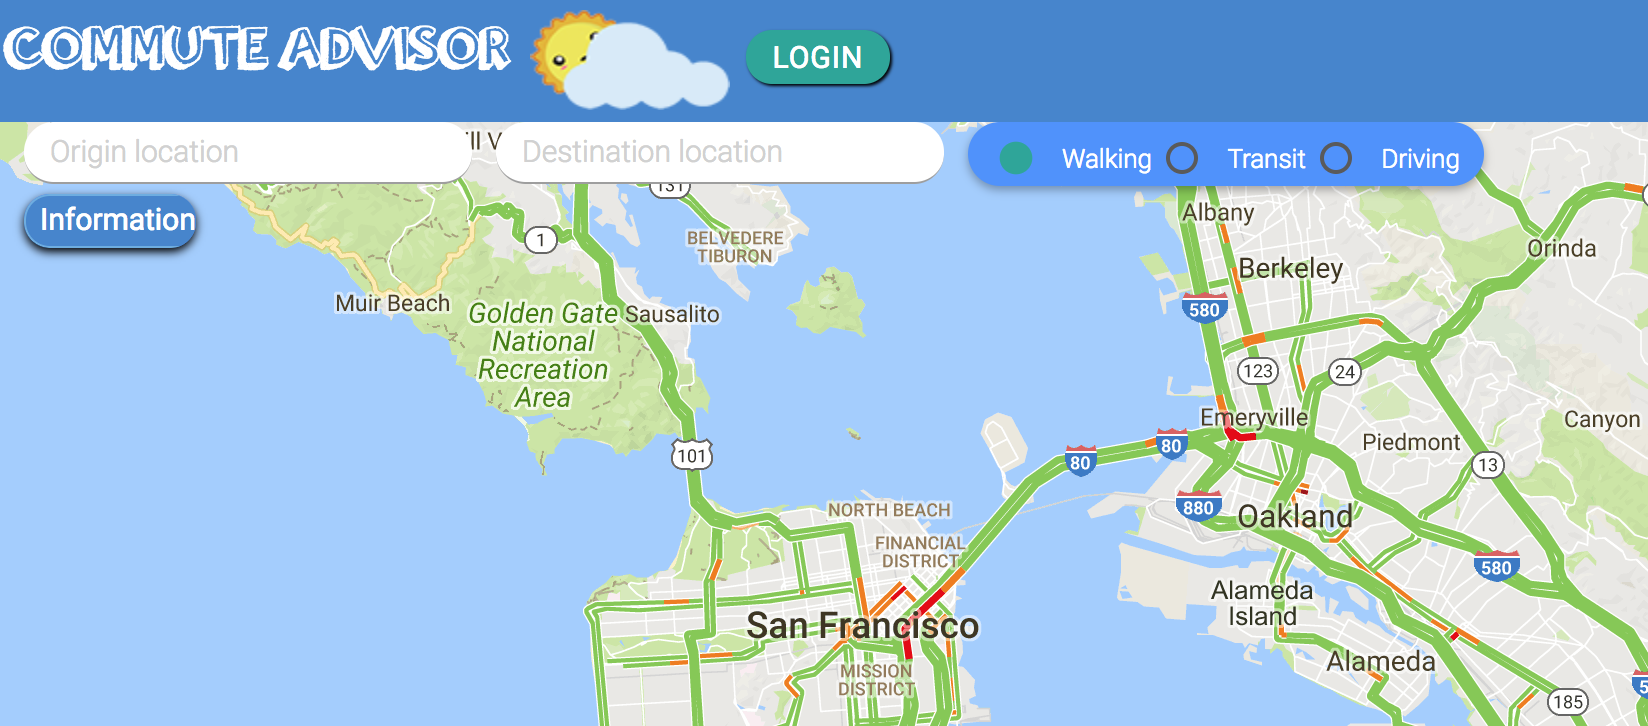 COMMUTE ADVISOR
LOGIN
Origin location
ill V
Destination location
Walking
Transit
Driving
Information
131
1
BELVEDERE
TIBURON
Albany
Berkeley
Orinda
Muir Beach
Golden Gate
National
Recreation
Area
Sausalito
580
123
24
Emeryville
Canyon
Piedmont
101
80
80
13
880
Oakland
NORTH BEACH
FINANCIAL
DISTRICT
580
Alameda
Island
San Francisco
MISSION
DISTRICT
Alameda
5
185